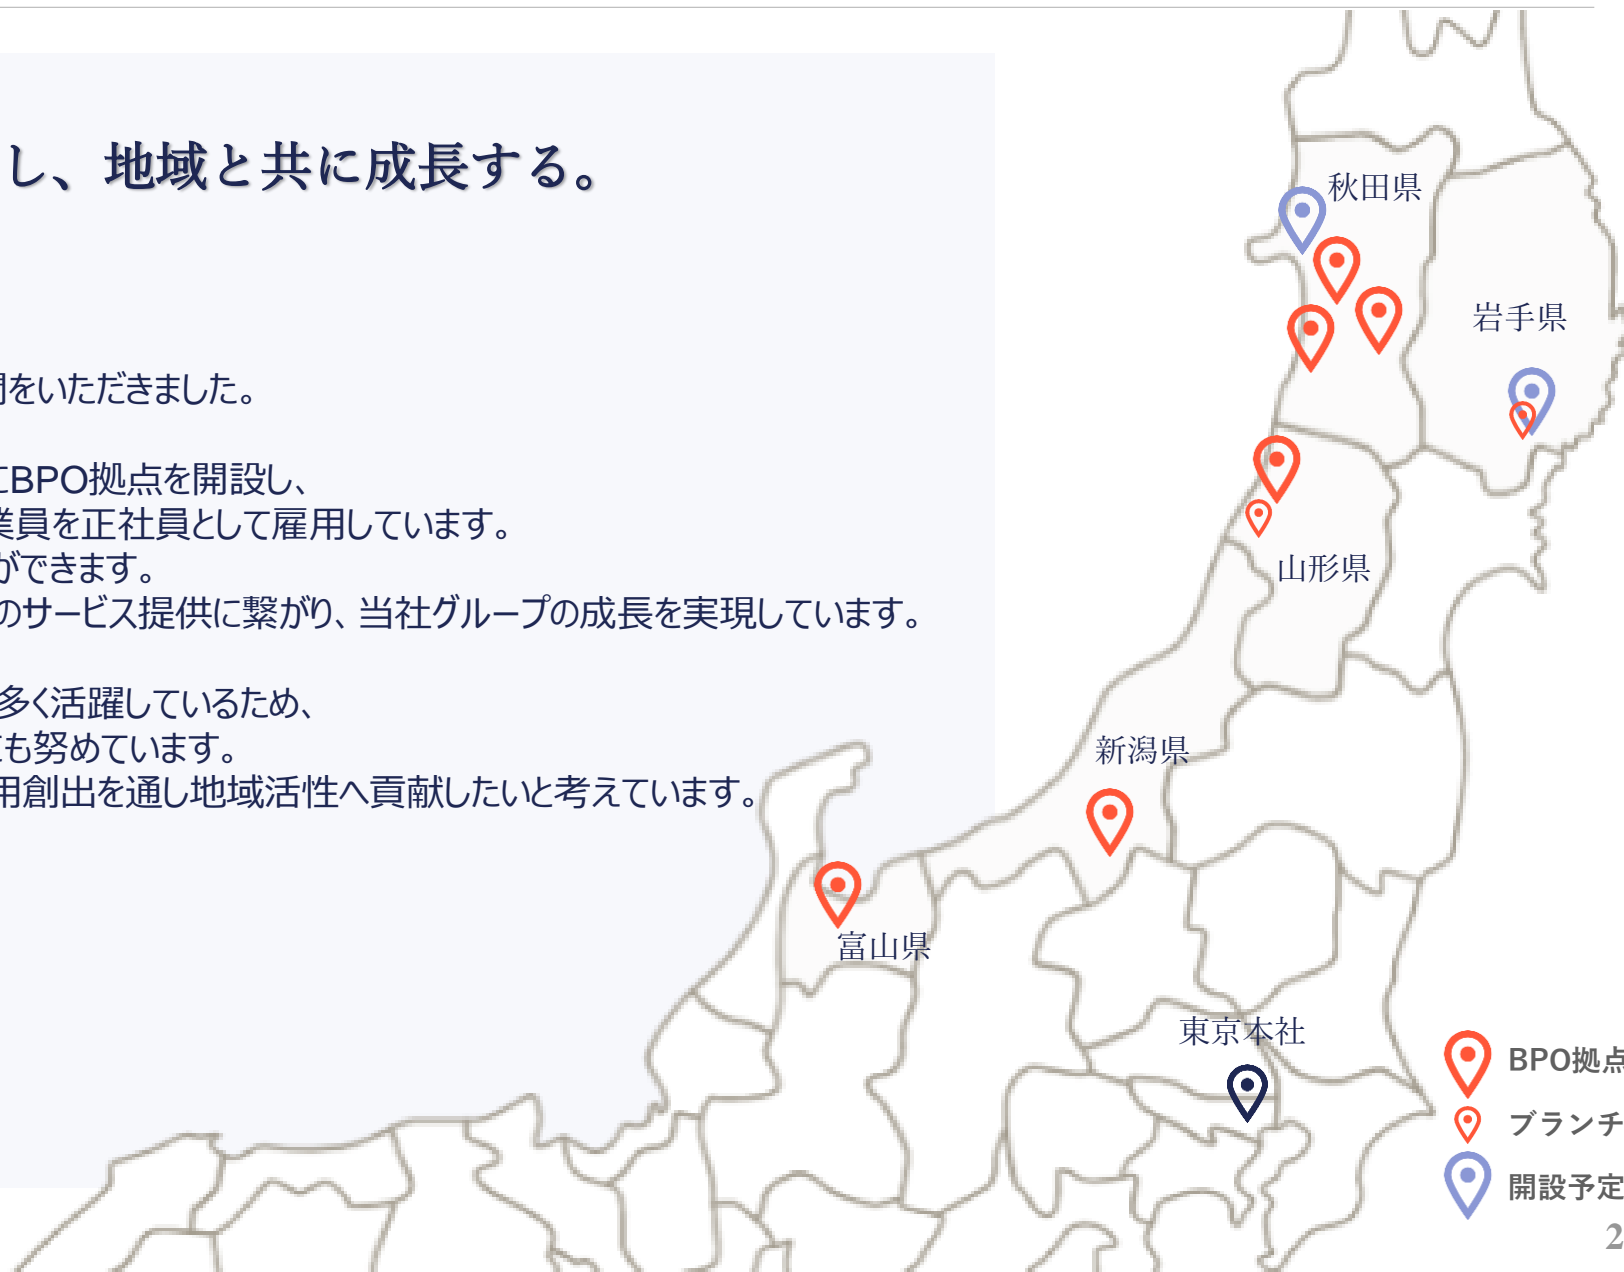 し、地域と共に成長する。
をいただきました。
BPO拠点を開設し、
業員を正社員として雇用しています。
ができます。
のサービス提供に繋がり、当社グループの成長を実現しています。
多く活躍しているため、
も努めています。
用創出を通し地域活性へ貢献したいと考えています。
秋田県
岩手県
山形県
新潟県
富山県
東京本社
BPO拠点
ブランチ
開設予定
2